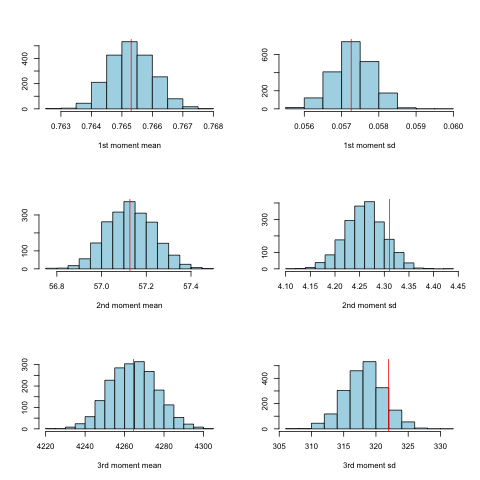 0 200 400
0.763 0.764 0.765 0.766 0.767 0.768
1st moment mean
0 200 600
0.056 0.057 0.058 0.059 0.060
1st moment sd
0 100 300
56.8 57.0 57.2 57.4
2nd moment mean
0 100 300
4.10 4.15 4.20 4.25 4.30 4.35 4.40 4.45
2nd moment sd
0 100 200 300
4220 4240 4260 4280 4300
3rd moment mean
0 200 400
305 310 315 320 325 330
3rd moment sd